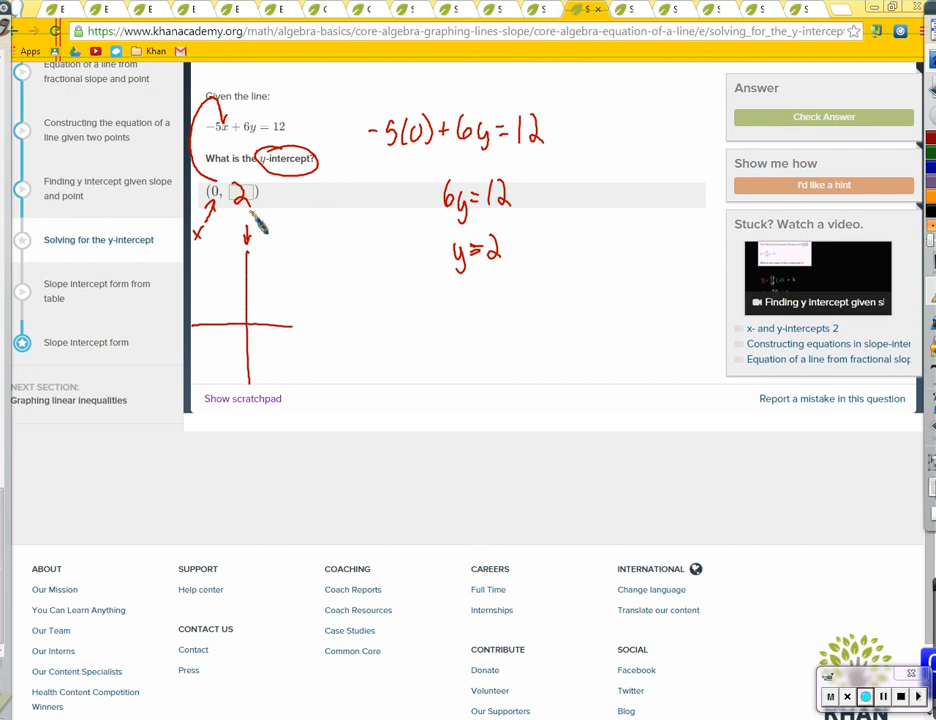 E
E
E
E
E
E
C
C
C
S
S
S
S
S
S
S
S
S
https://www.khanacademy.org/math/algebra-basics/core-algebra-graphing-lines-slope/core-algebra-equation-of-a-line/e/solving_for_the_y-intercep
Apps
Khan
Equation of a line from
fractional slope and point
Constructing the equation of
a line given two points
Finding y intercept given slope
and point
Solving for the y-intercept
Slope Intercept form from
table
Slope Intercept form
NEXT SECTION:
Graphing linear inequalities
Given the line:
−5x + 6y = 12
What is the y-intercept?
(0, 2)
x
-5(0)+6y=12
6y=12
y=2
Show scratchpad
Report a mistake in this question
Answer
Check Answer
Show me how
I'd like a hint
Stuck? Watch a video.
Finding y intercept given sl
x- and y-intercepts 2
Constructing equations in slope-inter
Equation of a line from fractional slop
ABOUT
Our Mission
You Can Learn Anything
Our Team
Our Interns
Our Content Specialists
Health Content Competition
Winners
SUPPORT
Help center
CONTACT US
Contact
Press
COACHING
Coach Reports
Coach Resources
Case Studies
Common Core
CAREERS
Full Time
Internships
CONTRIBUTE
Donate
Volunteer
Our Supporters
INTERNATIONAL
Change language
Translate our content
SOCIAL
Facebook
Twitter
Blog
KHAN
M